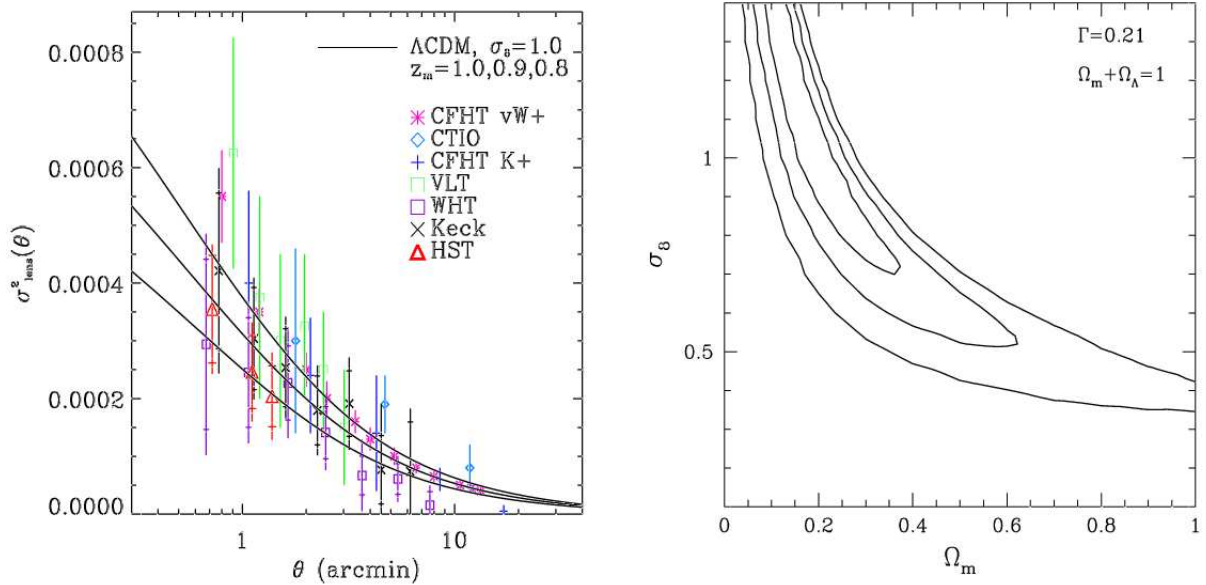 0.0008
0.0006
0.0004
0.0002
0.0000
σ²lens(θ)
1
10
θ (arcmin)
ΛCDM, σ8=1.0
zm=1.0,0.9,0.8
CFHT vW+
CTIO
CFHT K+
VLT
WHT
Keck
HST
Γ=0.21
Ωm+ΩΛ=1
σ8
1
0.5
0
0.2
0.4
0.6
0.8
1
Ωm